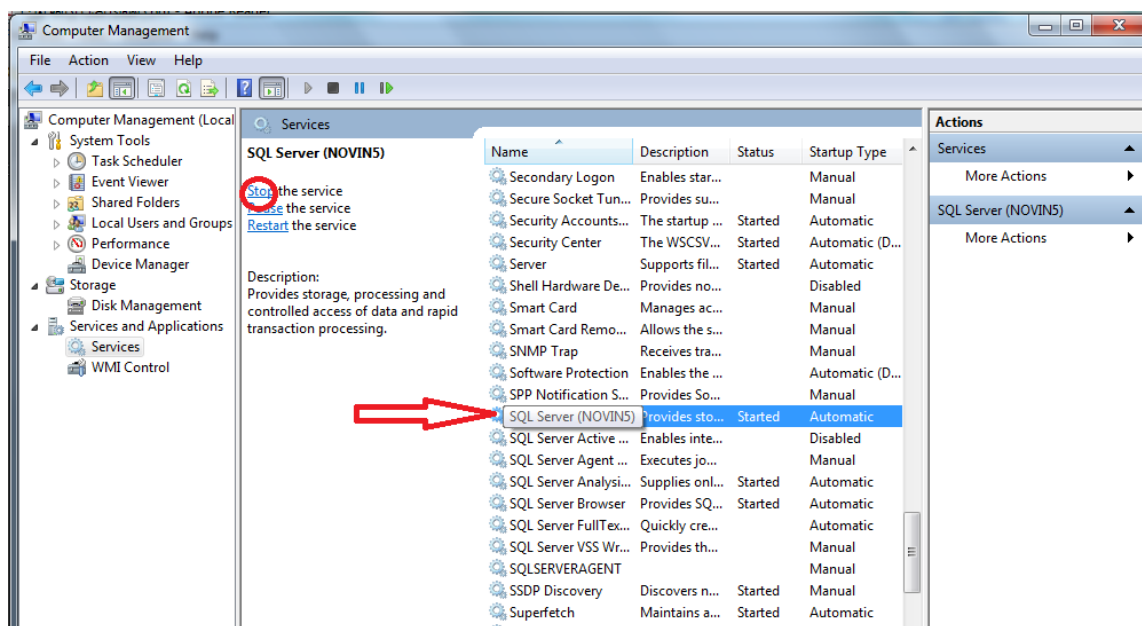 Computer Management
File Action View Help
Computer Management (Local
System Tools
Task Scheduler
Event Viewer
Shared Folders
Local Users and Groups
Performance
Device Manager
Storage
Disk Management
Services and Applications
Services
WMI Control
Services
SQL Server (NOVIN5)
Stop the service
Pause the service
Restart the service
Description:
Provides storage, processing and
controlled access of data and rapid
transaction processing.
Name Description Status Startup Type
Secondary Logon Enables star... Manual
Secure Socket Tun... Provides su... Manual
Security Accounts... The startup ... Started Automatic
Security Center The WSCSV... Started Automatic (D...
Server Supports fil... Started Automatic
Shell Hardware De... Provides no... Disabled
Smart Card Manages ac... Manual
Smart Card Remo... Allows the s... Manual
SNMP Trap Receives tra... Manual
Software Protection Enables the ... Automatic (D...
SPP Notification S... Provides So... Manual
SQL Server (NOVIN5) Provides sto... Started Automatic
SQL Server Active ... Enables inte... Disabled
SQL Server Agent ... Executes jo... Manual
SQL Server Analysi... Supplies onl... Started Automatic
SQL Server Browser Provides SQ... Started Automatic
SQL Server FullTex... Quickly cre... Automatic
SQL Server VSS Wr... Provides th... Manual
SQLSERVERAGENT Manual
SSDP Discovery Discovers n... Started Manual
Superfetch Maintains a... Started Automatic
Actions
Services
More Actions
SQL Server (NOVIN5)
More Actions